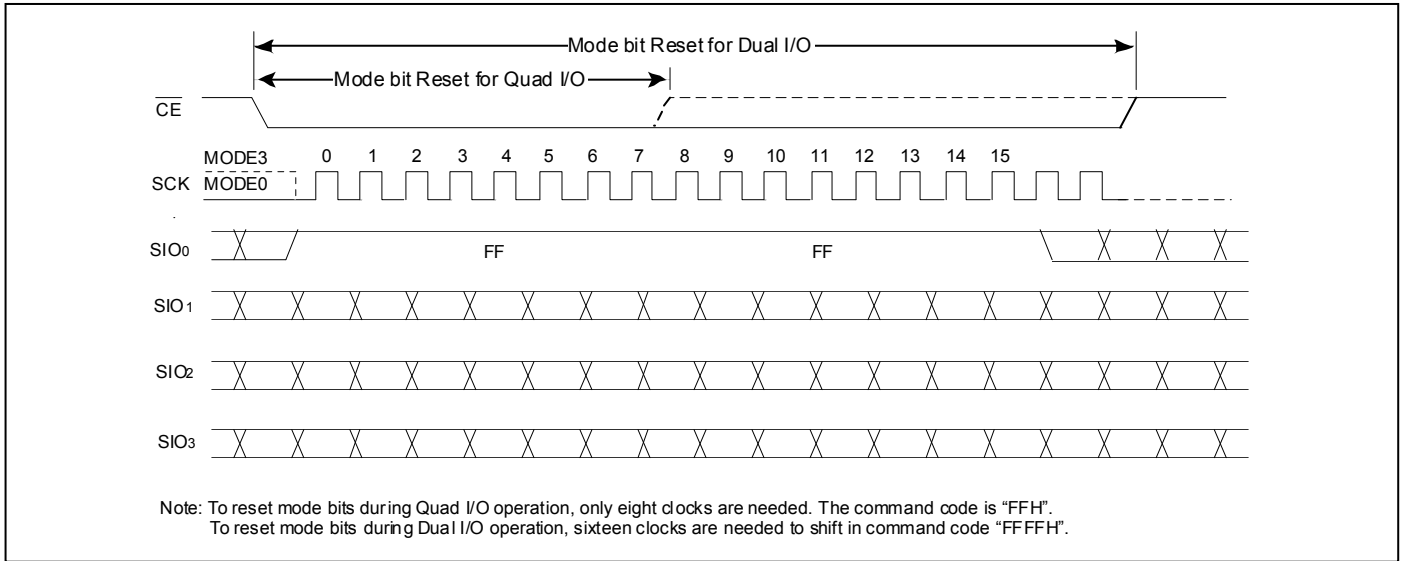 Mode bit Reset for Dual I/O
Mode bit Reset for Quad I/O
CE
MODE3
0 1 2 3 4 5 6 7 8 9 10 11 12 13 14 15
SCK MODE0
SIO0 FF FF
SIO1
SIO2
SIO3
Note: To reset mode bits during Quad I/O operation, only eight clocks are needed. The command code is “FFH”.
To reset mode bits during Dual I/O operation, sixteen clocks are needed to shift in command code “FFFFH”.